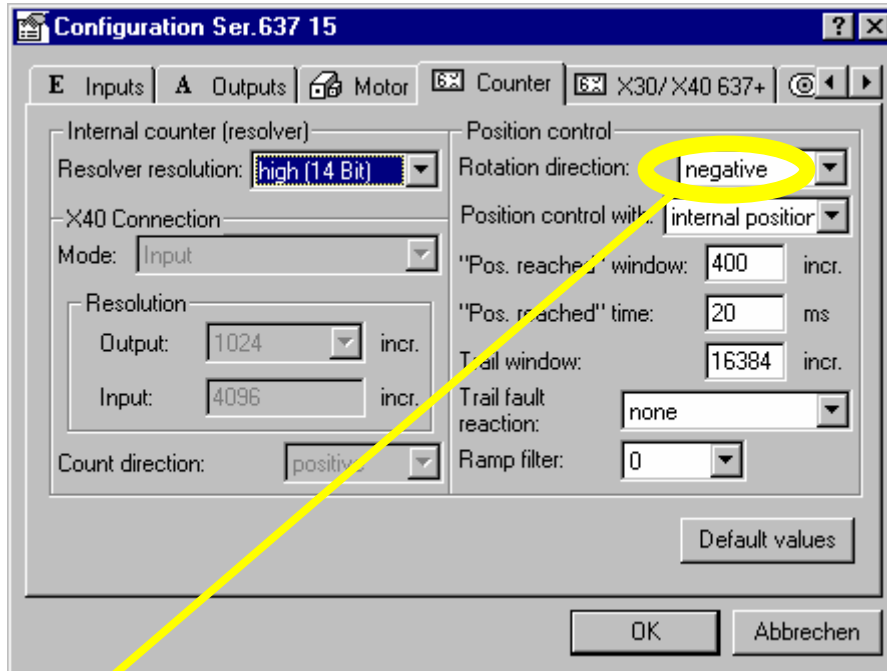 Configuration Ser.637 15
E Inputs A Outputs Motor Counter X30/X40 637+
Internal counter (resolver)
Resolver resolution: high (14 Bit)
X40 Connection
Mode: Input
Resolution
Output: 1024 incr.
Input: 4096 incr.
Count direction: positive
Position control
Rotation direction: negative
Position control with: internal position
"Pos. reached" window: 400 incr.
"Pos. reached" time: 20 ms
Trail window: 16384 incr.
Trail fault
reaction: none
Ramp filter: 0
Default values
OK Abbrechen